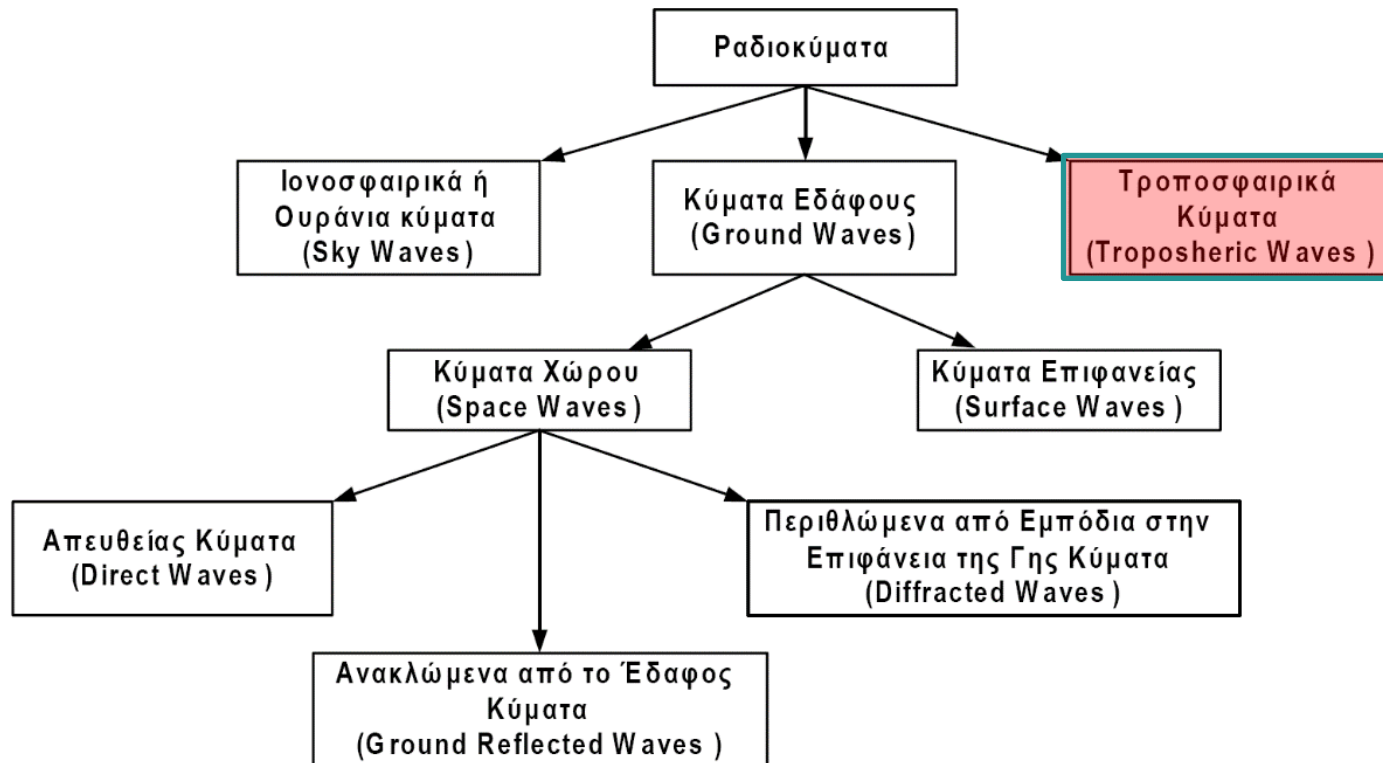 Ραδιοκύματα
Ιονοσφαιρικά ή
Ουράνια κύματα
(Sky Waves)
Κύματα Εδάφους
(Ground Waves)
Τροποσφαιρικά
Κύματα
(Troposheric Waves )
Κύματα Χώρου
(Space Waves)
Κύματα Επιφανείας
(Surface Waves )
Απευθείας Κύματα
(Direct Waves )
Περιθλώμενα από Εμπόδια στην
Επιφάνεια της Γης Κύματα
(Diffracted Waves )
Ανακλώμενα από το Έδαφος
Κύματα
(Ground Reflected Waves )